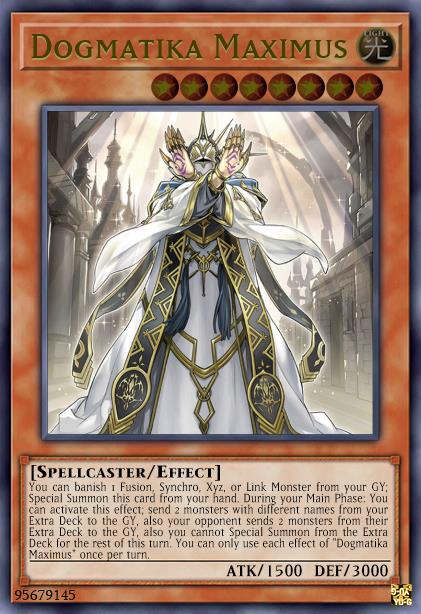 DOGMATIKA MAXIMUS
LIGHT
光
[SPELLCASTER/EFFECT]
You can banish 1 Fusion, Synchro, Xyz, or Link Monster from your GY;
Special Summon this card from your hand. During your Main Phase: You
can activate this effect; send 2 monsters with different names from your
Extra Deck to the GY, also your opponent sends 2 monsters from their
Extra Deck to the GY, also you cannot Special Summon from the Extra
Deck for the rest of this turn. You can only use each effect of "Dogmatika
Maximus" once per turn.
ATK/1500 DEF/3000
95679145